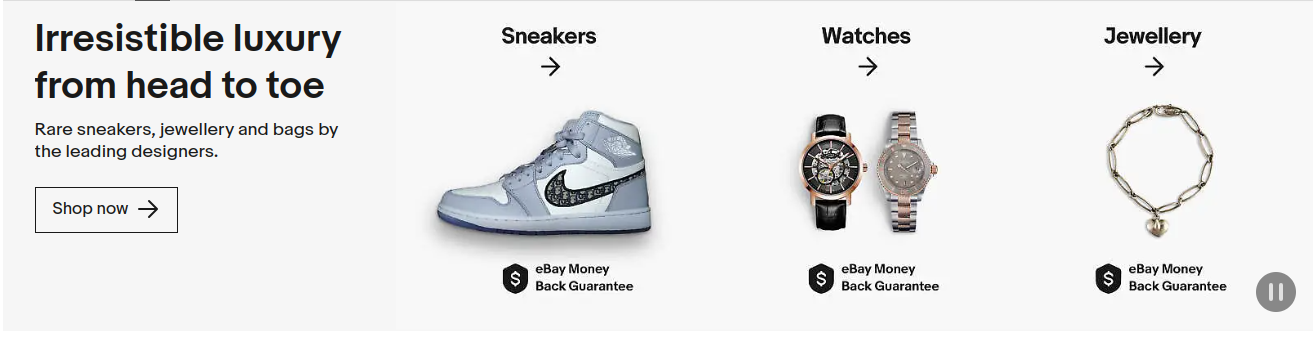 Irresistible luxury
from head to toe
Rare sneakers, jewellery and bags by
the leading designers.
Shop now
Sneakers
eBay Money
Back Guarantee
Watches
eBay Money
Back Guarantee
Jewellery
eBay Money
Back Guarantee